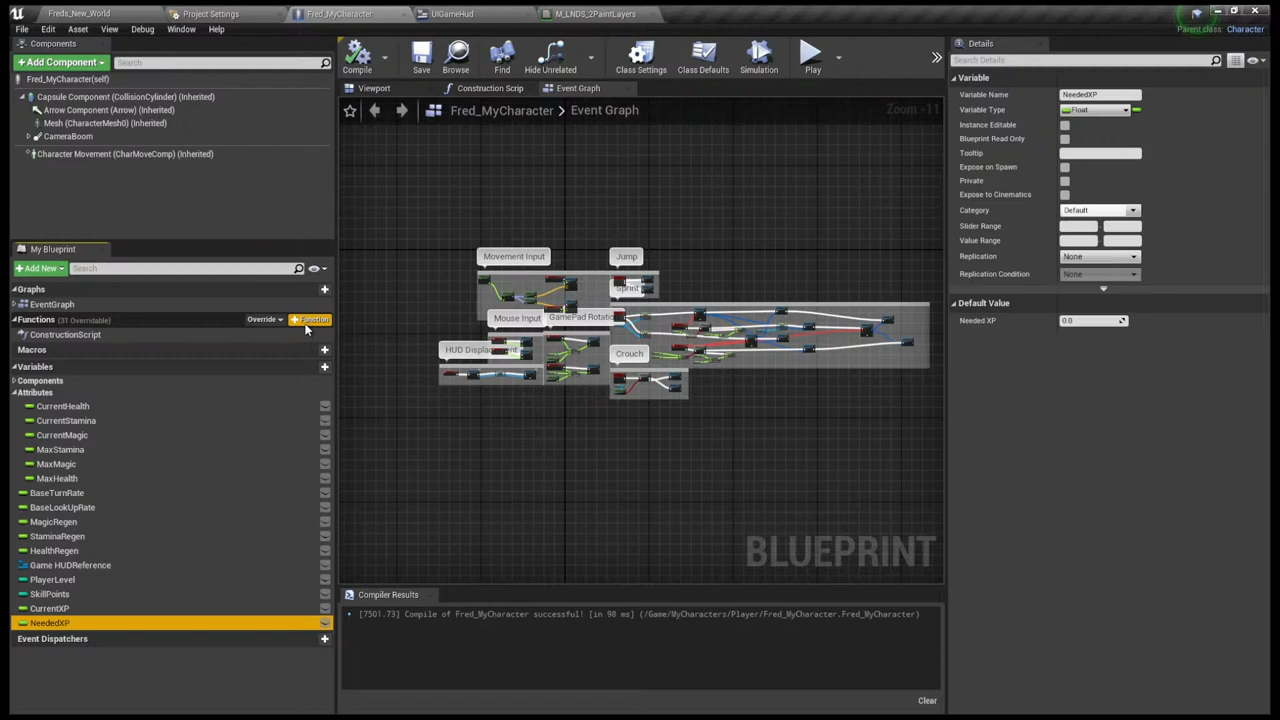 Freds_New_World
Project Settings
Fred_MyCharacter
UIGameHud
M_LNDS_2PaintLayers
File Edit Asset View Debug Window Help
Parent class: Character
Components
+ Add Component
Search
Fred_MyCharacter(self)
Capsule Component (CollisionCylinder) (Inherited)
Arrow Component (Arrow) (Inherited)
Mesh (CharacterMesh0) (Inherited)
CameraBoom
Character Movement (CharMoveComp) (Inherited)
My Blueprint
+ Add New
Search
Graphs
EventGraph
Functions (31 Overridable)
Override
+ Function
ConstructionScript
Macros
Variables
Components
Attributes
CurrentHealth
CurrentStamina
CurrentMagic
MaxStamina
MaxMagic
MaxHealth
BaseTurnRate
BaseLookUpRate
MagicRegen
StaminaRegen
HealthRegen
Game HUDReference
PlayerLevel
SkillPoints
CurrentXP
NeededXP
Event Dispatchers
Compile
Save
Browse
Find
Hide Unrelated
Class Settings
Class Defaults
Simulation
Play
Viewport
Construction Scrip
Event Graph
Fred_MyCharacter > Event Graph
Zoom -11
Movement Input
Jump
Sprint
Mouse Input
GamePad Rotatio
HUD Displacement
Crouch
BLUEPRINT
Compiler Results
[7501.73] Compile of Fred_MyCharacter successful! [in 98 ms] (/Game/MyCharacters/Player/Fred_MyCharacter.Fred_MyCharacter)
Clear
Details
Search Details
Variable
Variable Name NeededXP
Variable Type Float
Instance Editable
Blueprint Read Only
Tooltip
Expose on Spawn
Private
Expose to Cinematics
Category Default
Slider Range
Value Range
Replication None
Replication Condition None
Default Value
Needed XP 0.0